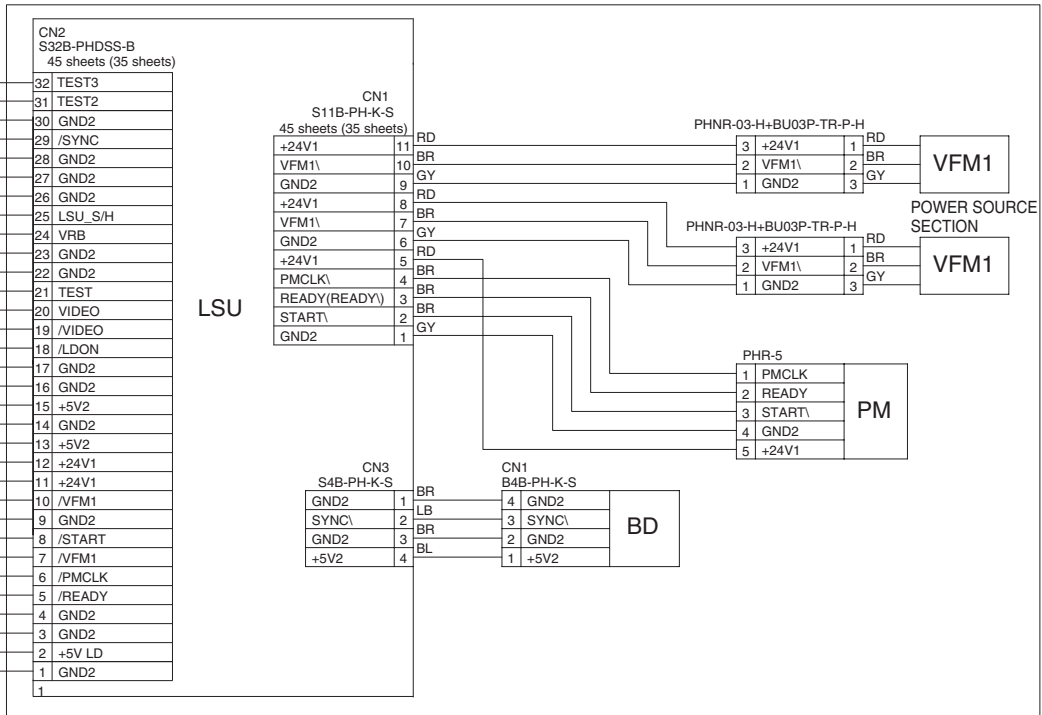 CN2
S32B-PHDSS-B
45 sheets (35 sheets)
32 TEST3
31 TEST2
30 GND2
29 /SYNC
28 GND2
27 GND2
26 GND2
25 LSU_S/H
24 VRB
23 GND2
22 GND2
21 TEST
20 VIDEO
19 /VIDEO
18 /LDON
17 GND2
16 GND2
15 +5V2
14 GND2
13 +5V2
12 +24V1
11 +24V1
10 /VFM1
9 GND2
8 /START
7 /VFM1
6 /PMCLK
5 /READY
4 GND2
3 GND2
2 +5V LD
1 GND2
1
LSU
CN1
S11B-PH-K-S
45 sheets (35 sheets)
+24V1 11 RD
VFM1\ 10 BR
GND2 9 GY
+24V1 8 RD
VFM1\ 7 BR
GND2 6 GY
+24V1 5 RD
PMCLK\ 4 BR
READY(READY\) 3 BR
START\ 2 BR
GND2 1 GY
PHNR-03-H+BU03P-TR-P-H
3 +24V1 1 RD
2 VFM1\ 2 BR
1 GND2 3 GY
VFM1
POWER SOURCE
SECTION
PHNR-03-H+BU03P-TR-P-H
3 +24V1 1 RD
2 VFM1\ 2 BR
1 GND2 3 GY
VFM1
PHR-5
1 PMCLK
2 READY
3 START\
4 GND2
5 +24V1
PM
CN3
S4B-PH-K-S
GND2 1 BR
SYNC\ 2 LB
GND2 3 BR
+5V2 4 BL
CN1
B4B-PH-K-S
4 GND2
3 SYNC\
2 GND2
1 +5V2
BD